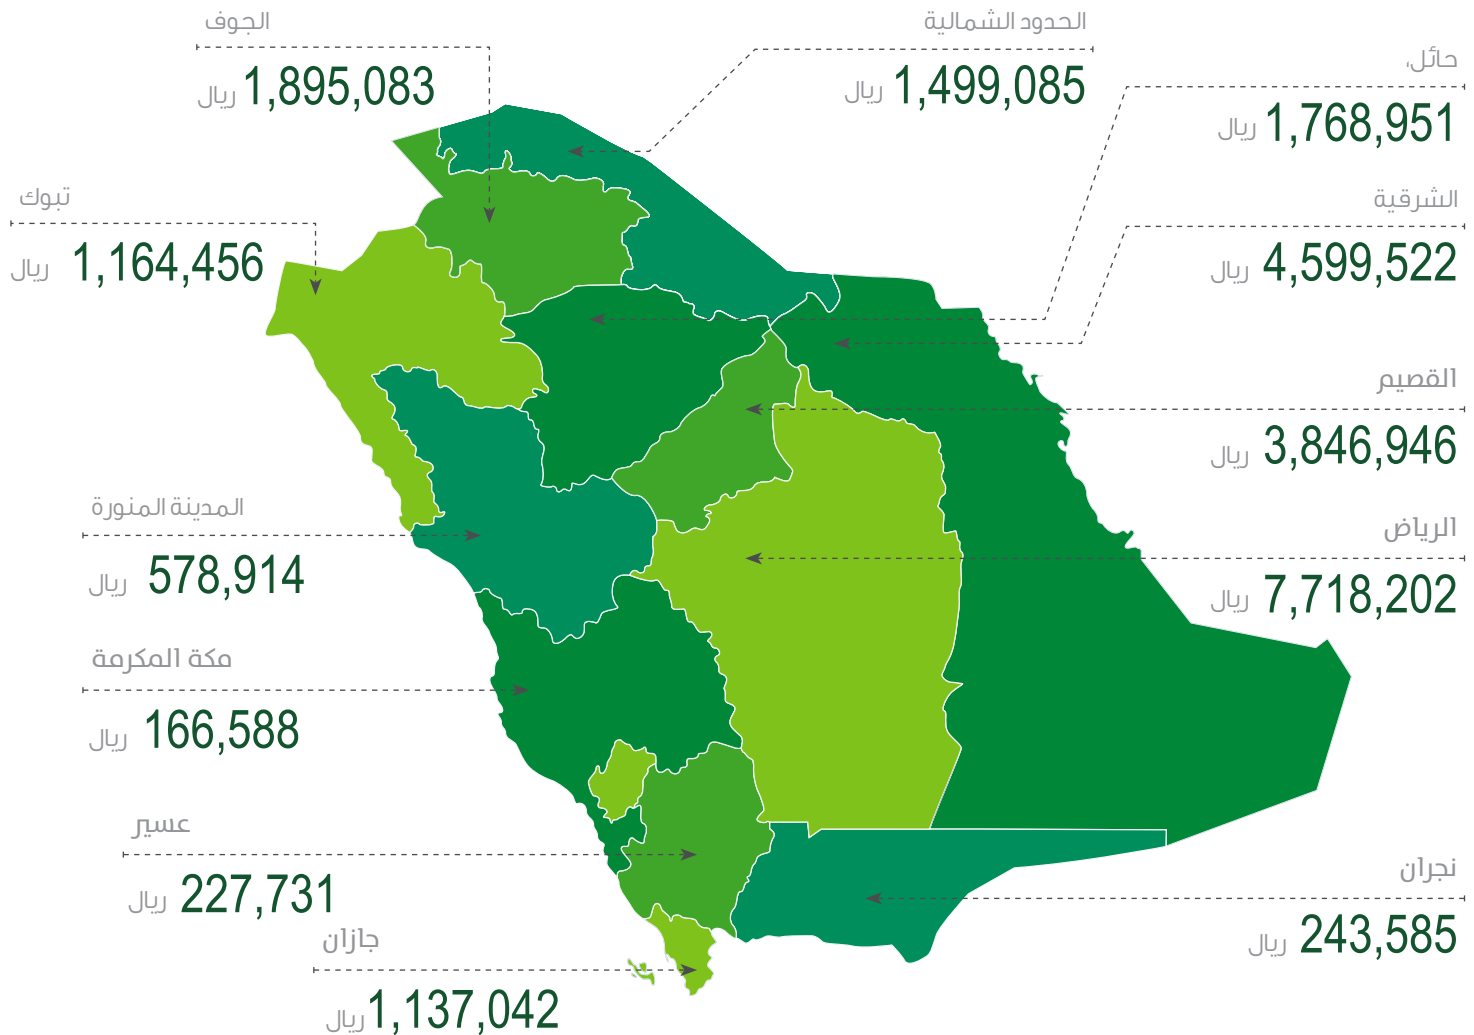 الحدود الشمالية
1,499,085 ريال
الجوف
1,895,083 ريال
حائل,
1,768,951 ريال
تبوك
1,164,456 ريال
الشرقية
4,599,522 ريال
القصيم
3,846,946 ريال
المدينة المنورة
578,914 ريال
الرياض
7,718,202 ريال
مكة المكرمة
166,588 ريال
عسير
227,731 ريال
نجران
243,585 ريال
جازان
1,137,042 ريال